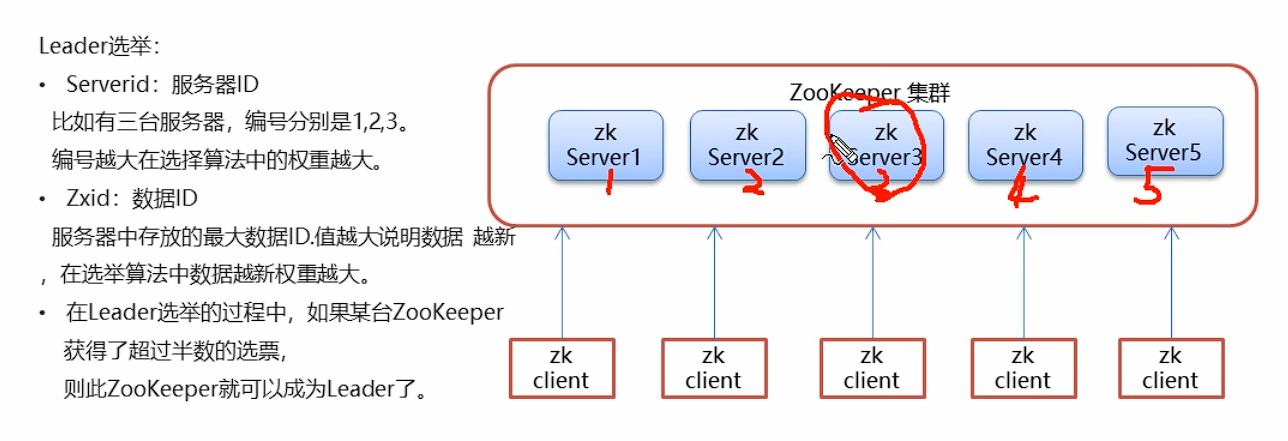 Leader选举：
• Serverid：服务器ID
比如有三台服务器，编号分别是1,2,3。
编号越大在选择算法中的权重越大。
• Zxid：数据ID
服务器中存放的最大数据ID.值越大说明数据 越新
，在选举算法中数据越新权重越大。
• 在Leader选举的过程中，如果某台ZooKeeper
获得了超过半数的选票，
则此ZooKeeper就可以成为Leader了。
ZooKeeper 集群
zk
Server1
zk
Server2
zk
Server3
zk
Server4
zk
Server5
1
2
3
4
5
zk
client
zk
client
zk
client
zk
client
zk
client